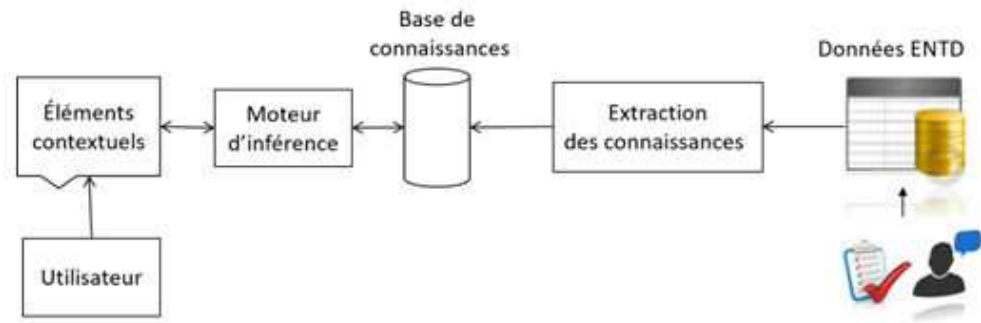 Base de
connaissances
Données ENTD
Éléments
contextuels
Moteur
d'inférence
Extraction
des connaissances
Utilisateur